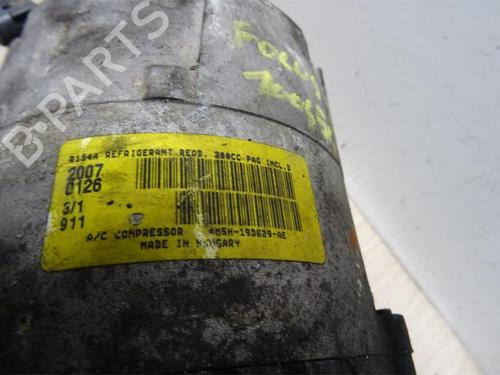 B-PARTS
FOCUS
R134A REFRIGERANT REQD. 200CC PAG INCL.D
2007
0126
3/1
911
A/C COMPRESSOR 4M5H-19D629-AE
MADE IN HUNGARY